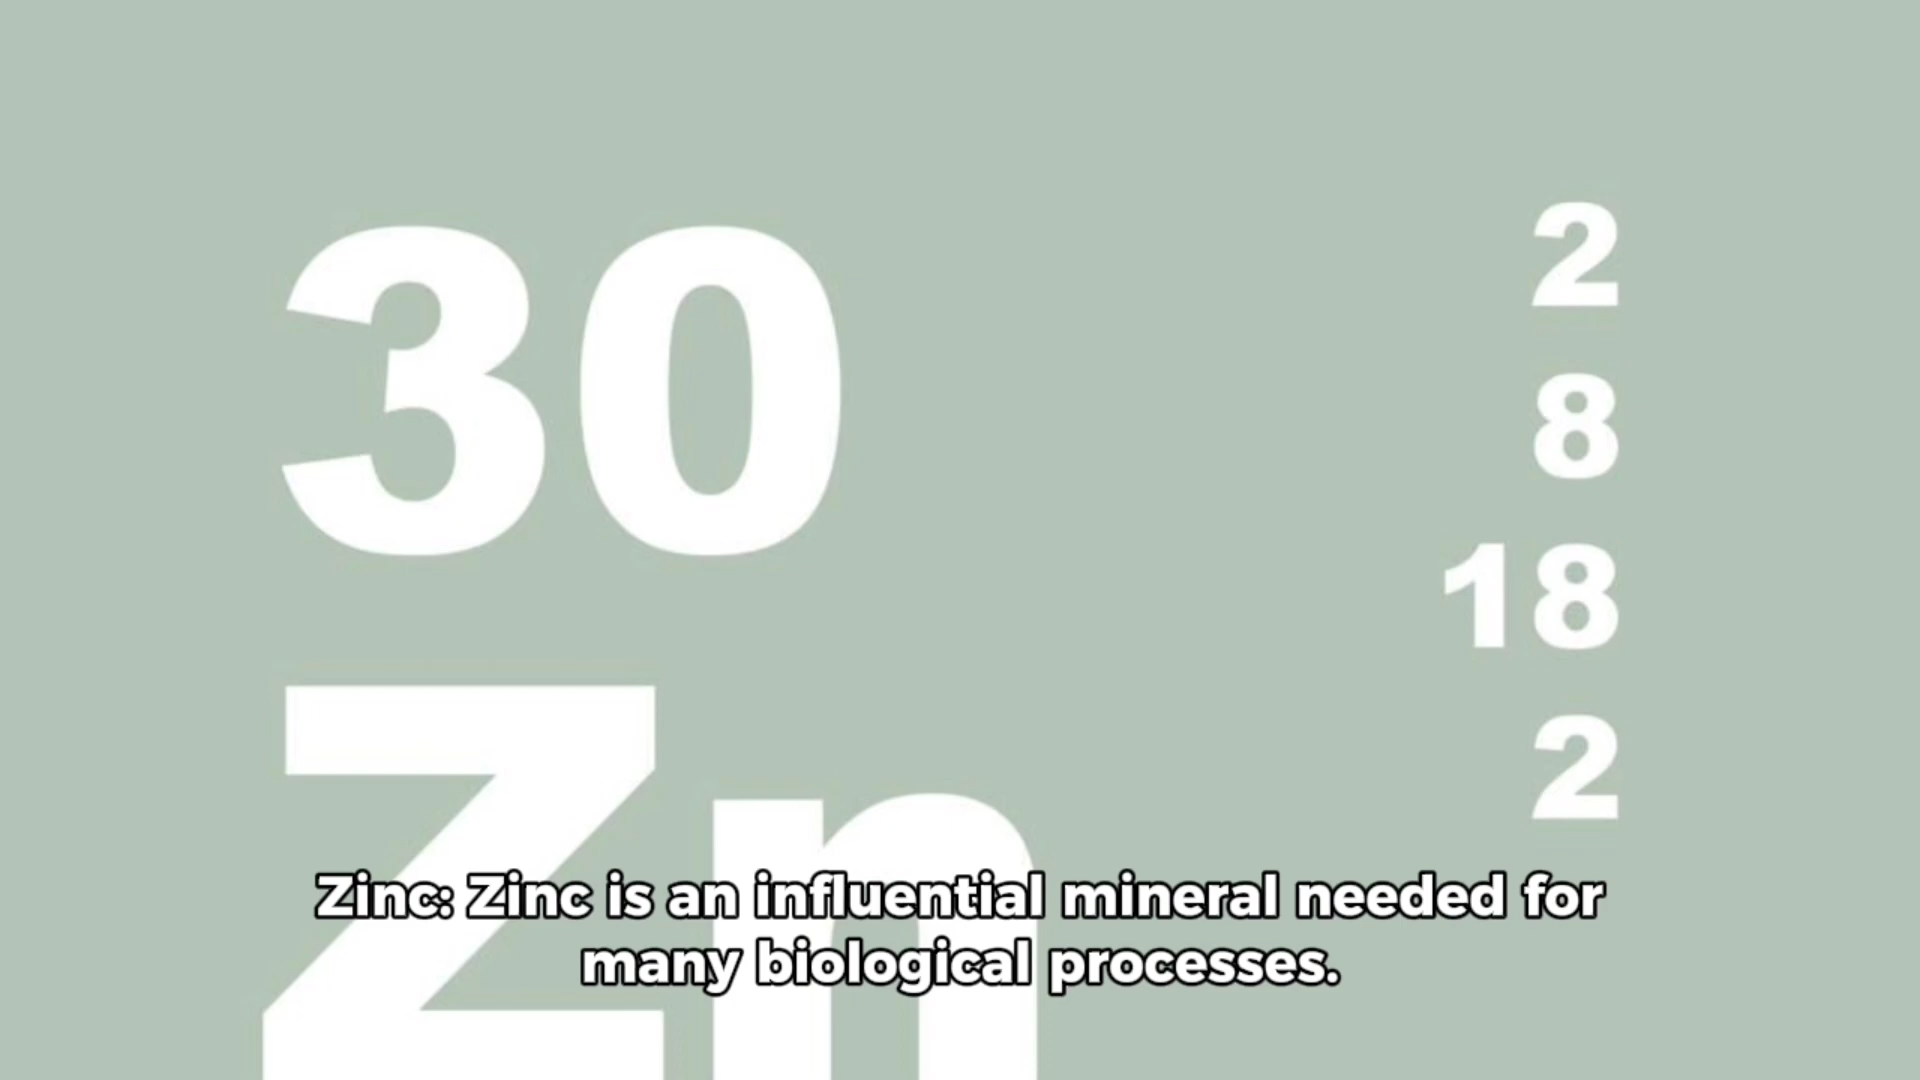 30
2
8
18
2
Zn
Zinc: Zinc is an influential mineral needed for
many biological processes.